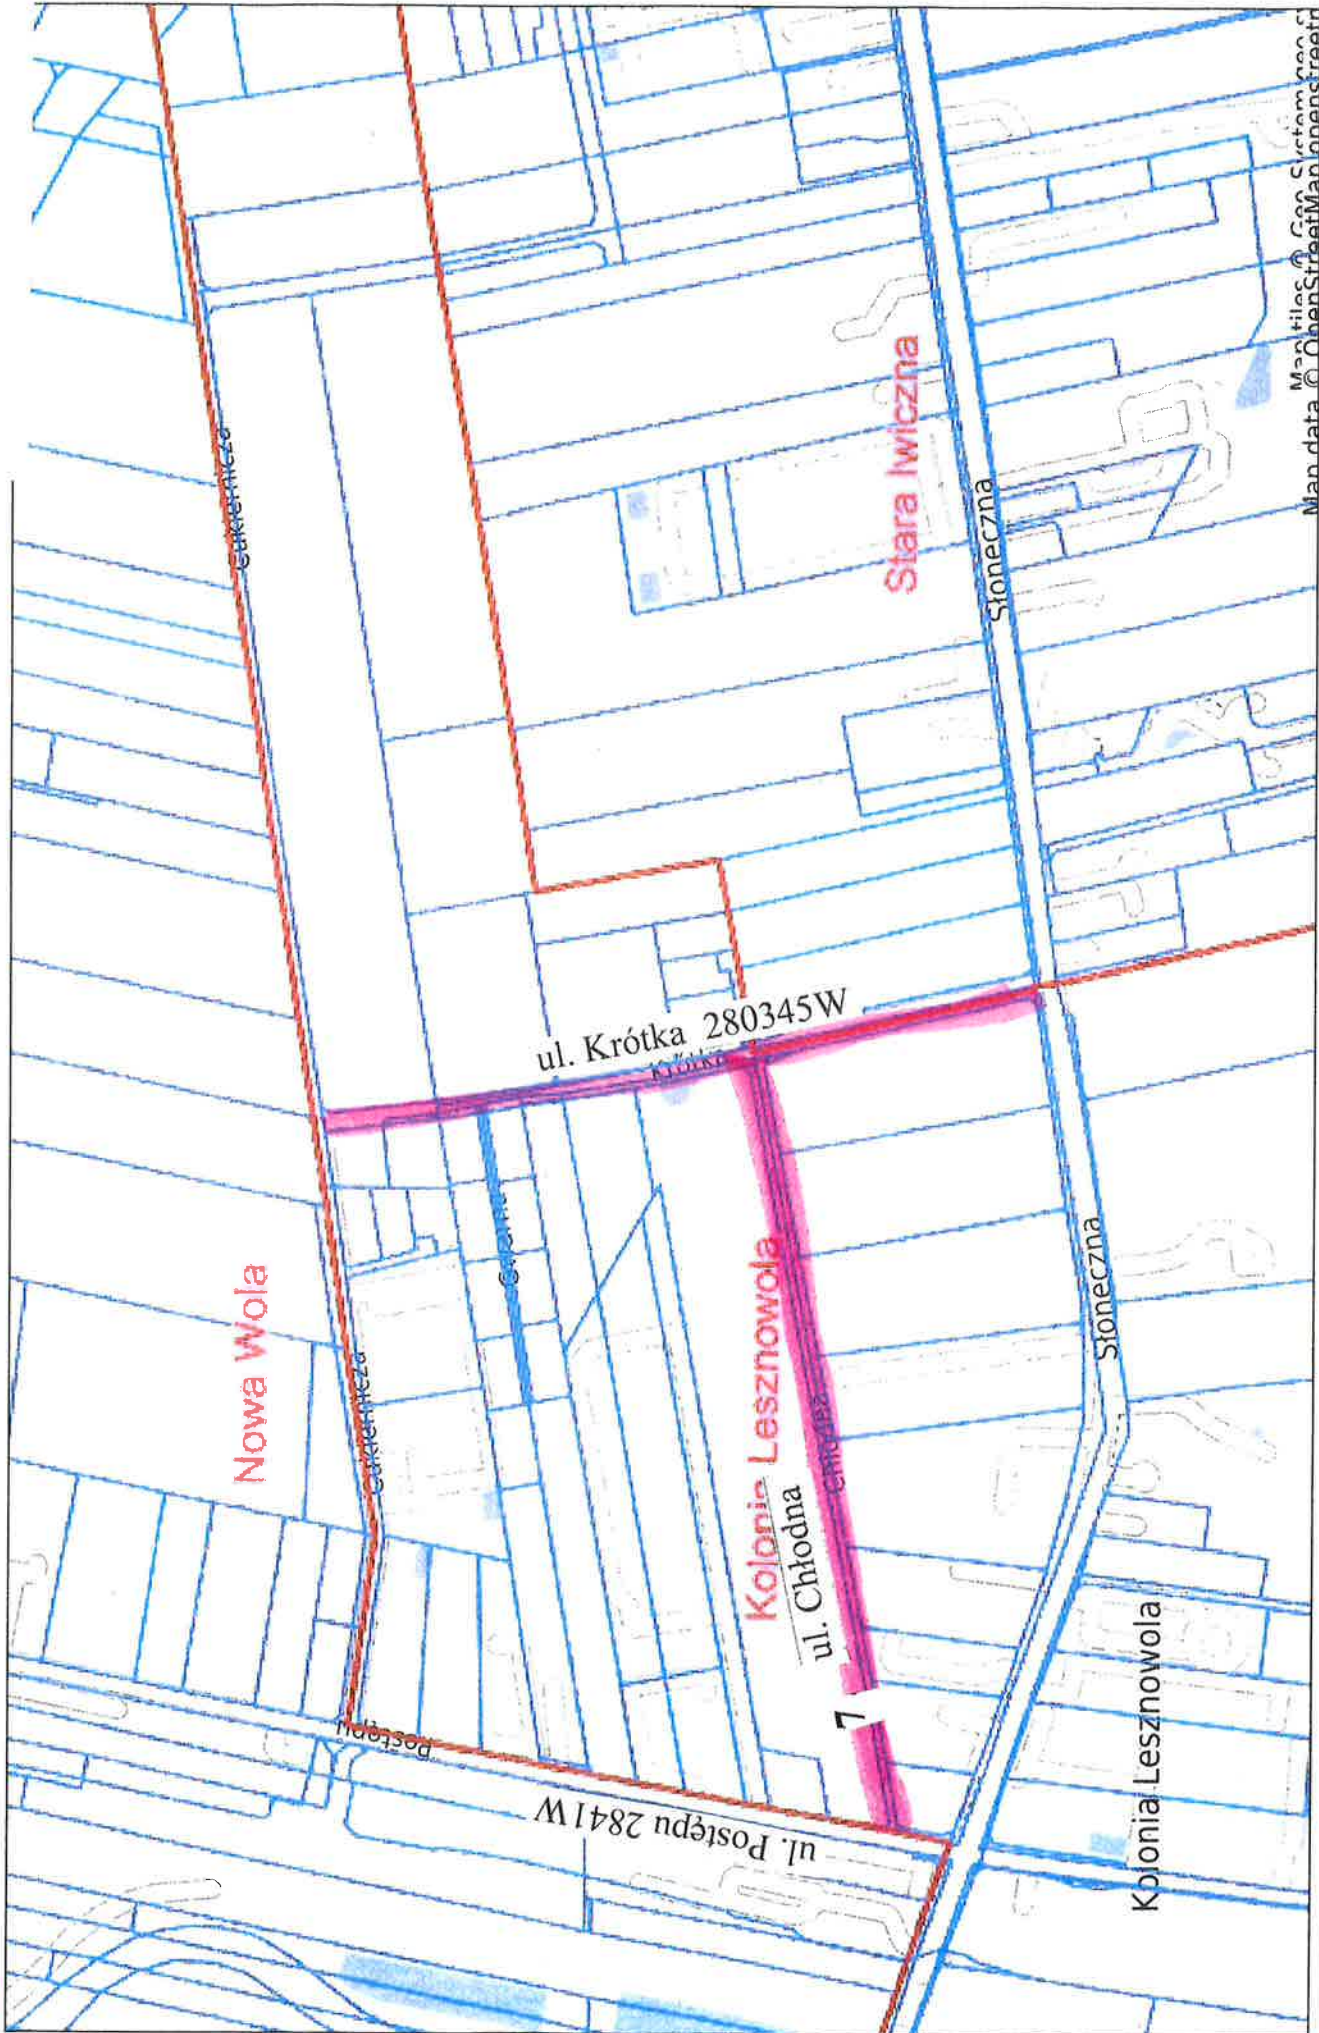 Cukiernicza
Nowa Wola
Cukiernicza
Postępu
ul. Postępu 2841W
ul. Krótka 280345W
Krótka
Kolonia Lesznowola
ul. Chłodna
Chłodna
7
Stara Iwiczna
Słoneczna
Słoneczna
Kolonia Lesznowola
Map data © OpenStreetMap